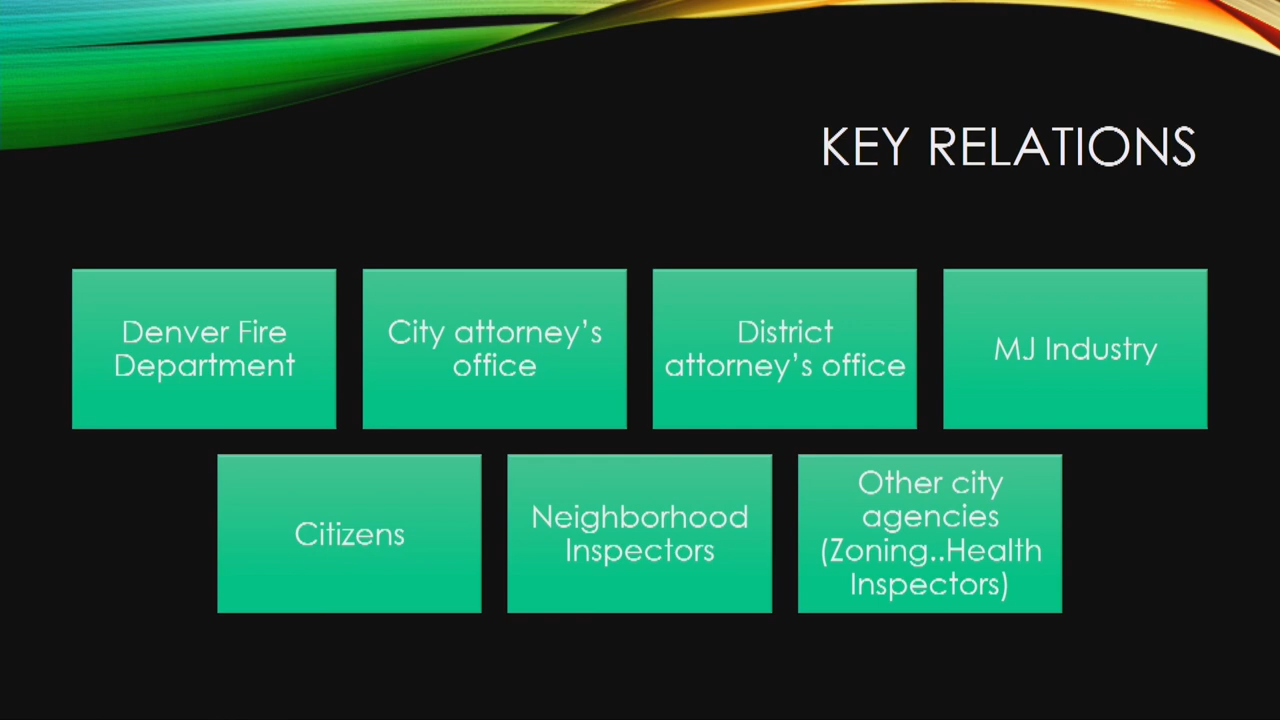 KEY RELATIONS
Denver Fire
Department
City attorney’s
office
District
attorney’s office
MJ Industry
Citizens
Neighborhood
Inspectors
Other city
agencies
(Zoning..Health
Inspectors)